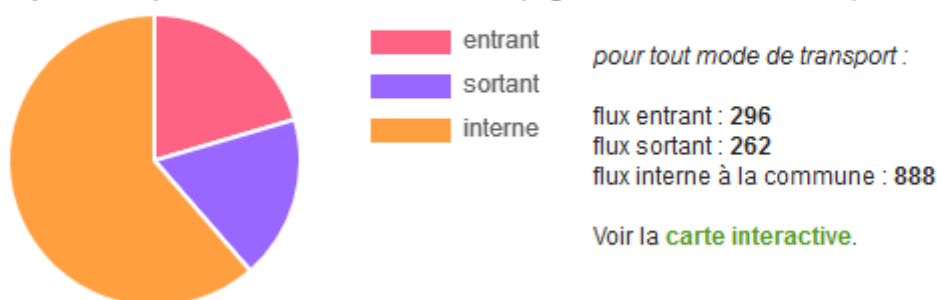 entrant
sortant
interne
pour tout mode de transport :
flux entrant : 296
flux sortant : 262
flux interne à la commune : 888
Voir la carte interactive.